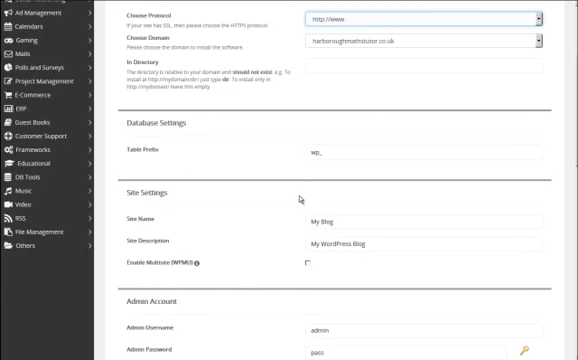 Ad Management
Calendars
Gaming
Mails
Polls and Surveys
Project Management
E-Commerce
ERP
Guest Books
Customer Support
Frameworks
Educational
DB Tools
Music
Video
RSS
File Management
Others
Choose Protocol
If your site has SSL, then please choose the HTTPS protocol
http://www.
Choose Domain
Please choose the domain to install the software.
harboroughmathstutor.co.uk
In Directory
The directory is relative to your domain and should not exist. e.g. To
install at http://mydomain/dir/ just type dir. To install only in
http://mydomain/ leave this empty.
Database Settings
Table Prefix
wp_
Site Settings
Site Name
My Blog
Site Description
My WordPress Blog
Enable Multisite (WPMU)
Admin Account
Admin Username
admin
Admin Password
pass